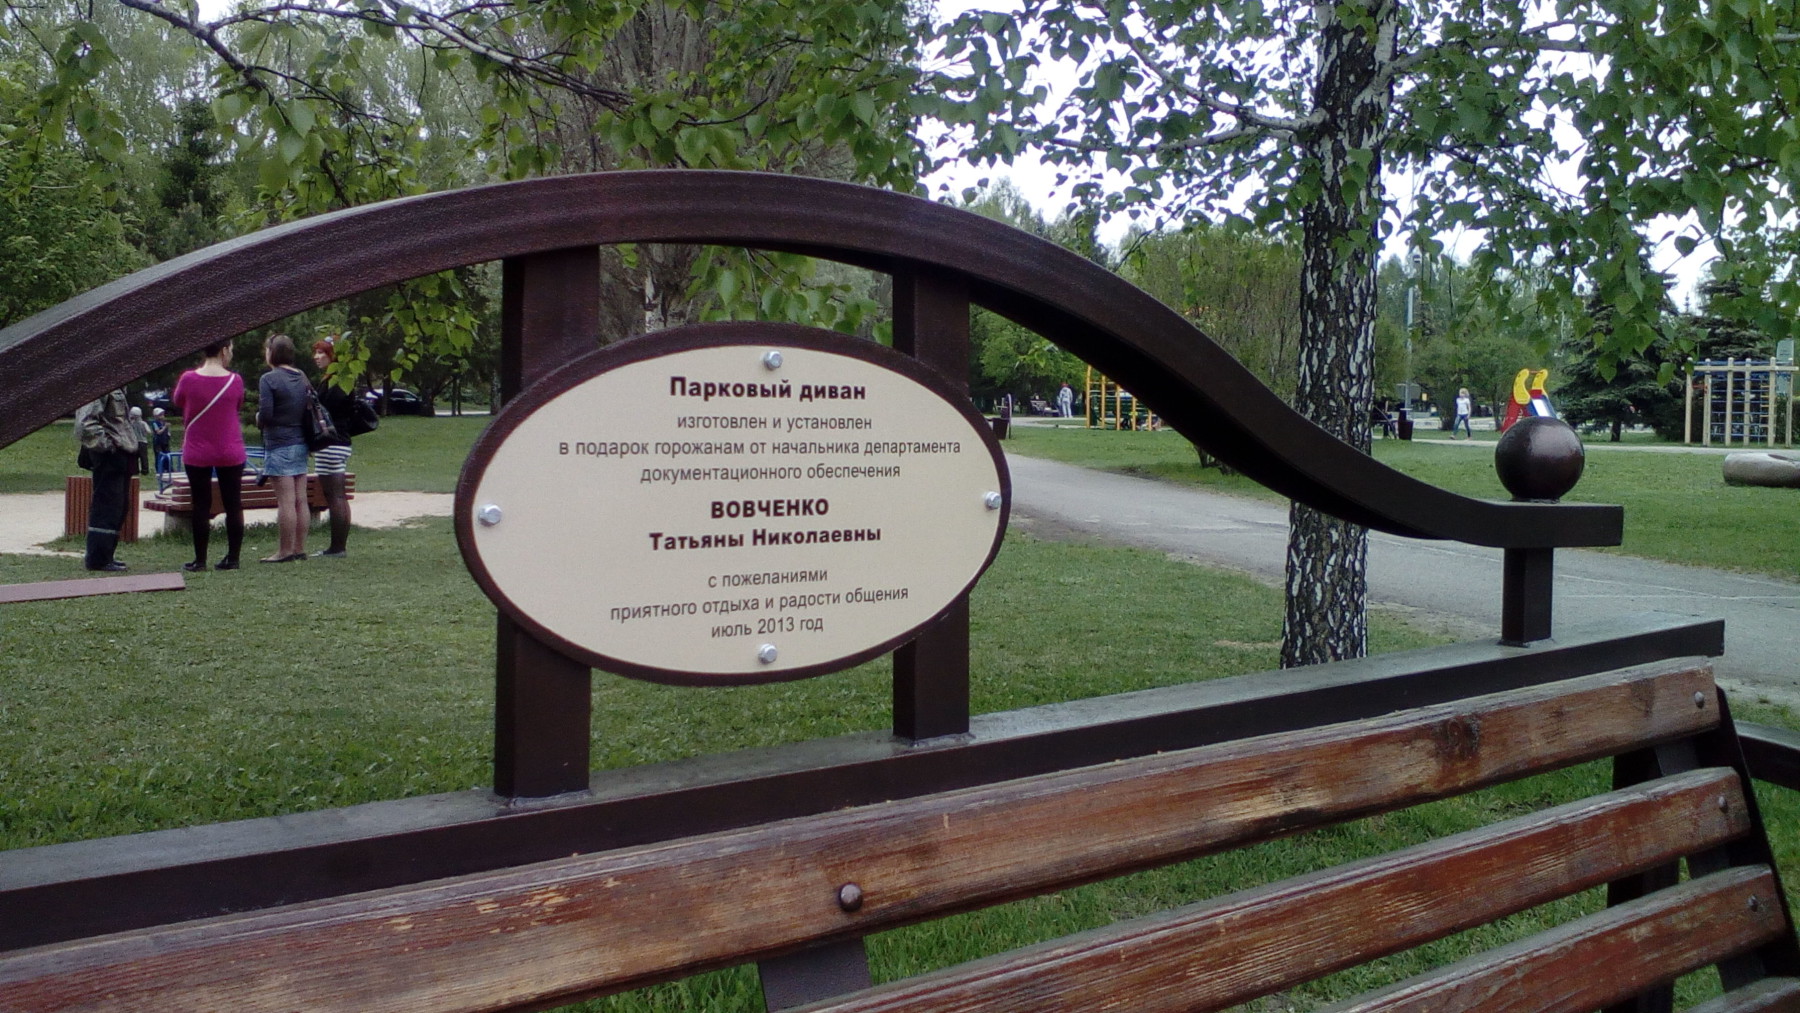 Парковый диван
изготовлен и установлен
в подарок горожанам от начальника департамента
документационного обеспечения
ВОВЧЕНКО
Татьяны Николаевны
с пожеланиями
приятного отдыха и радости общения
июль 2013 год